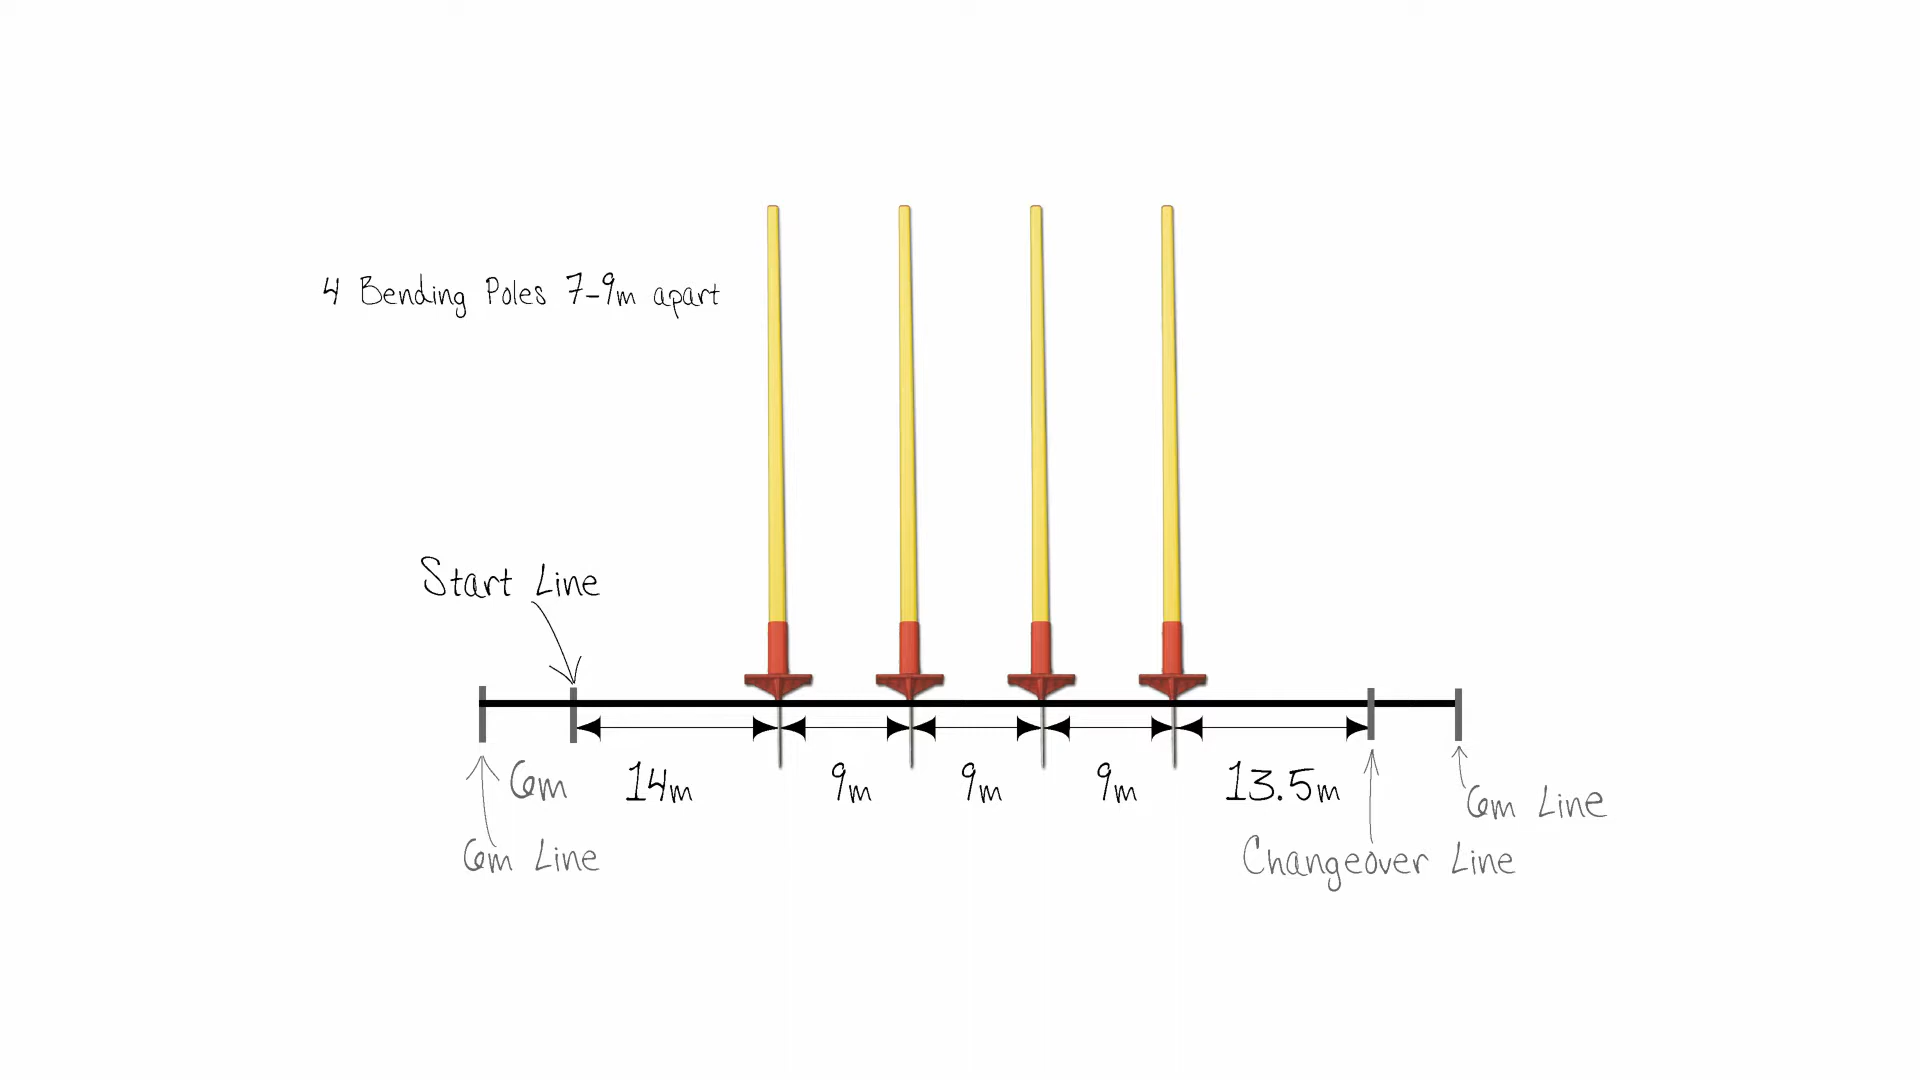 4 Bending Poles 7-9m apart
Start Line
6m
14m
9m
9m
9m
13.5m
6m Line
6m Line
Changeover Line